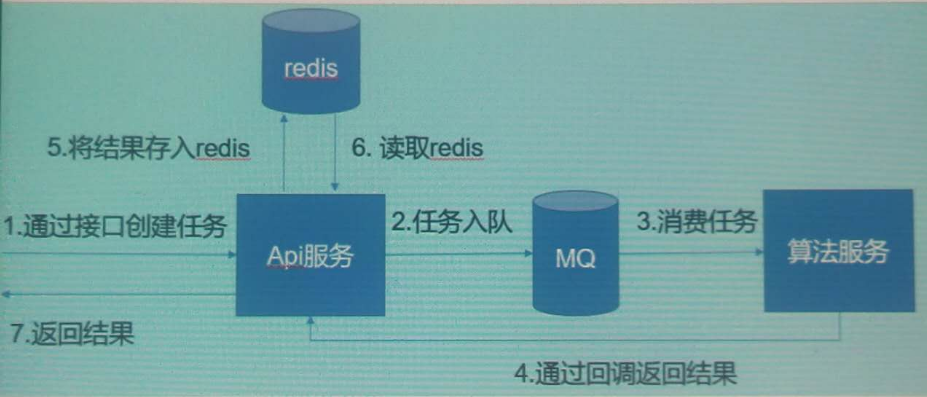 redis
5.将结果存入redis
6. 读取redis
1.通过接口创建任务
2.任务入队
3.消费任务
Api服务
MQ
算法服务
7.返回结果
4.通过回调返回结果